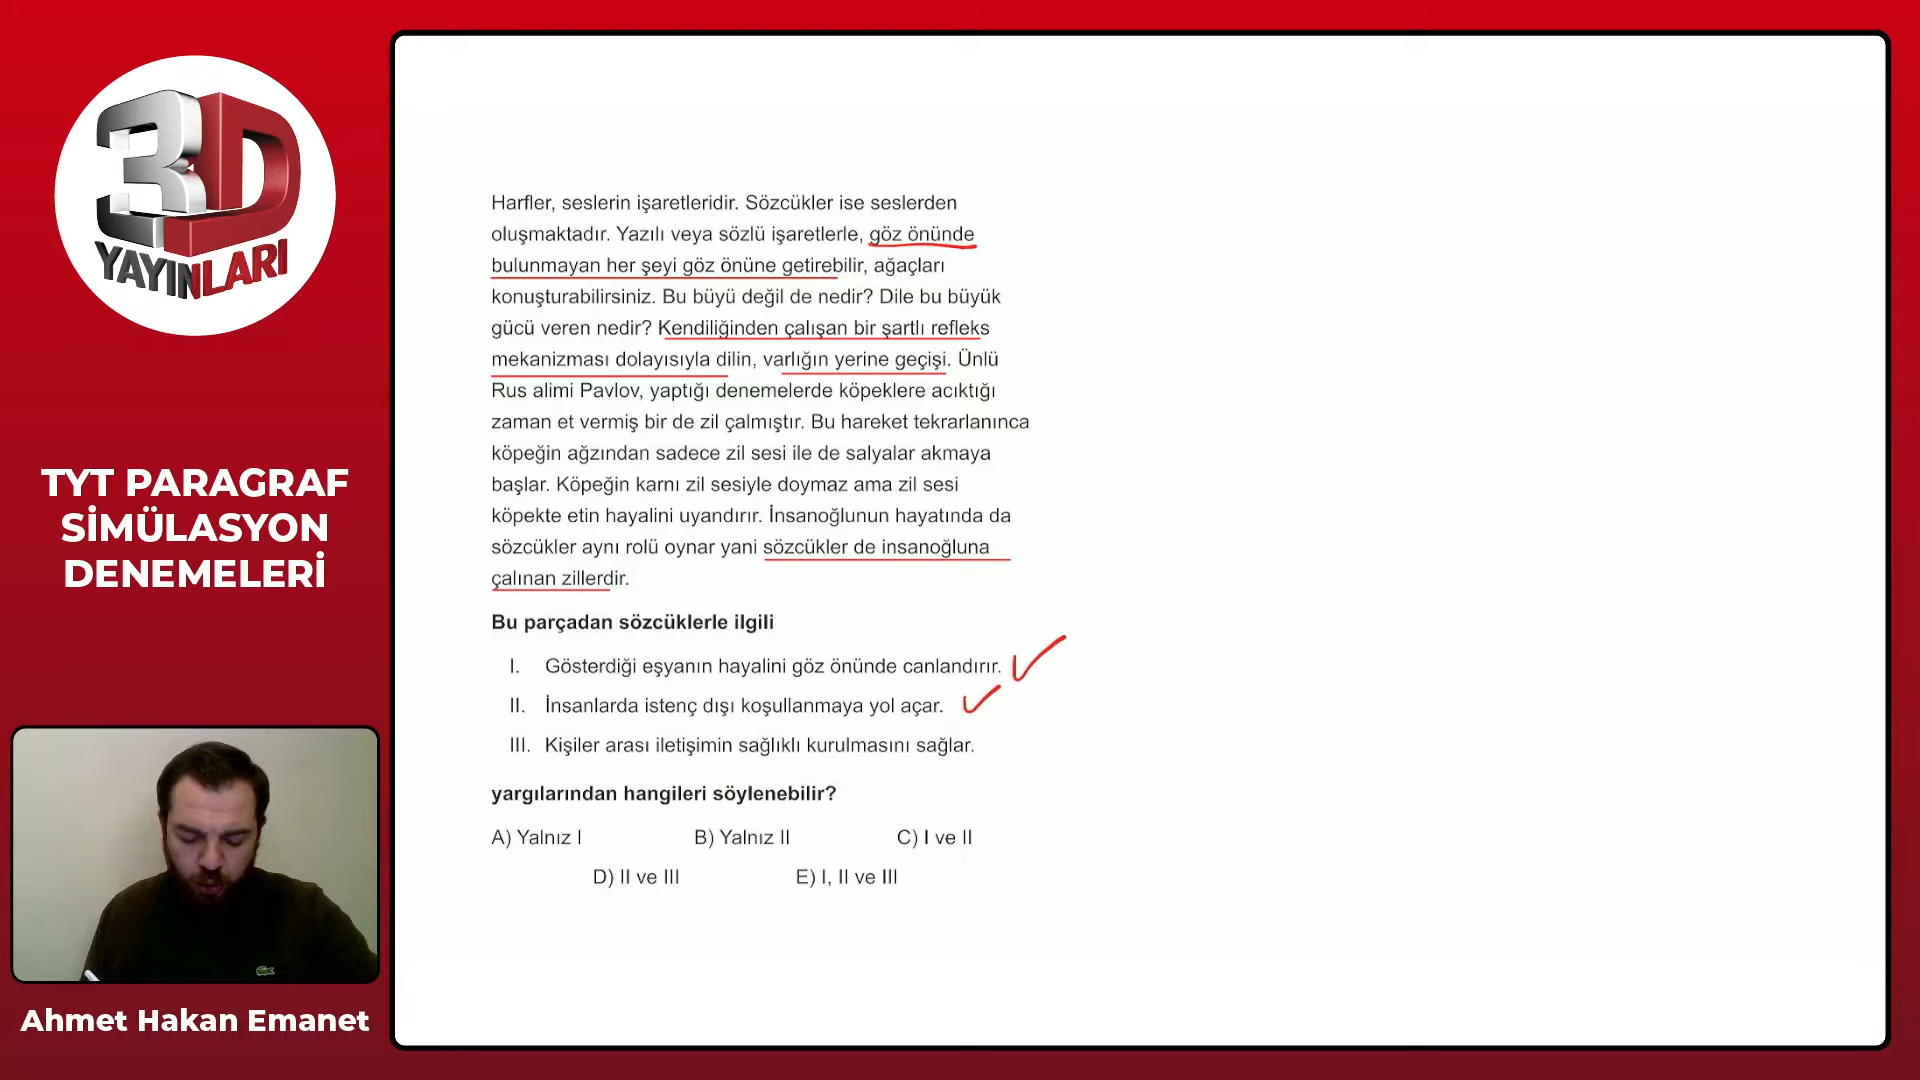 3D
YAYINLARI
TYT PARAGRAF
SİMÜLASYON
DENEMELERİ
Ahmet Hakan Emanet
Harfler, seslerin işaretleridir. Sözcükler ise seslerden
oluşmaktadır. Yazılı veya sözlü işaretlerle, göz önünde
bulunmayan her şeyi göz önüne getirebilir, ağaçları
konuşturabilirsiniz. Bu büyü değil de nedir? Dile bu büyük
gücü veren nedir? Kendiliğinden çalışan bir şartlı refleks
mekanizması dolayısıyla dilin, varlığın yerine geçişi. Ünlü
Rus alimi Pavlov, yaptığı denemelerde köpeklere acıktığı
zaman et vermiş bir de zil çalmıştır. Bu hareket tekrarlanınca
köpeğin ağzından sadece zil sesi ile de salyalar akmaya
başlar. Köpeğin karnı zil sesiyle doymaz ama zil sesi
köpekte etin hayalini uyandırır. İnsanoğlunun hayatında da
sözcükler aynı rolü oynar yani sözcükler de insanoğluna
çalınan zillerdir.
Bu parçadan sözcüklerle ilgili
I. Gösterdiği eşyanın hayalini göz önünde canlandırır.
II. İnsanlarda istenç dışı koşullanmaya yol açar.
III. Kişiler arası iletişimin sağlıklı kurulmasını sağlar.
yargılarından hangileri söylenebilir?
A) Yalnız I B) Yalnız II C) I ve II
D) II ve III E) I, II ve III